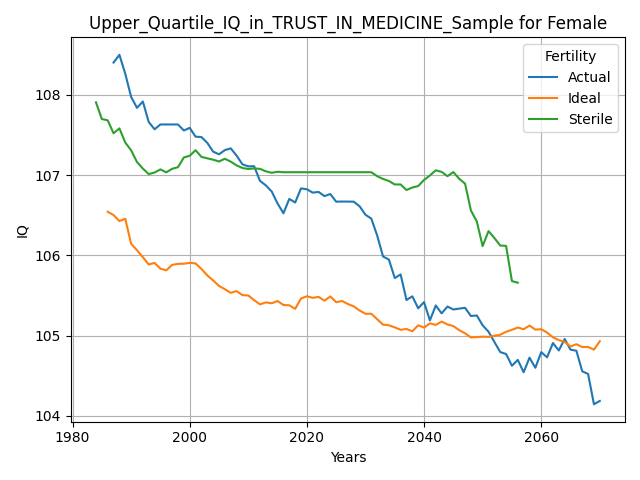 Upper_Quartile_IQ_in_TRUST_IN_MEDICINE_Sample for Female
Fertility
Actual
Ideal
Sterile
IQ
108
107
106
105
104
1980
2000
2020
2040
2060
Years